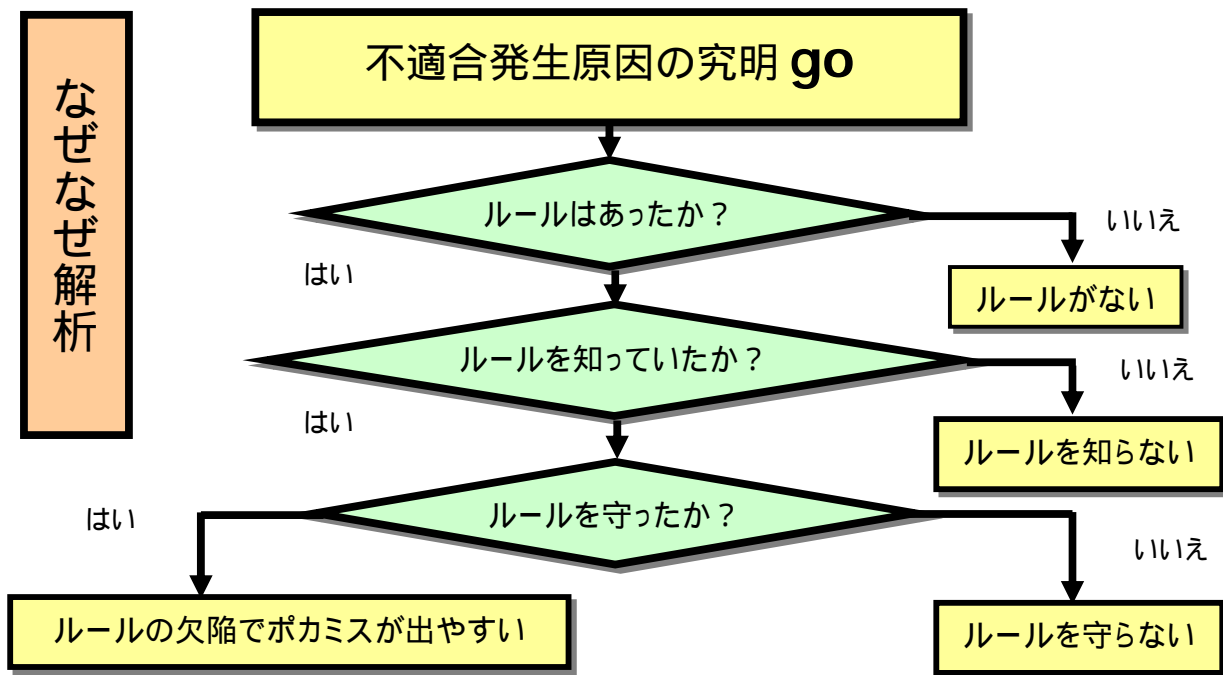 なぜなぜ解析
不適合発生原因の究明 go
ルールはあったか？
いいえ
はい
ルールがない
ルールを知っていたか？
いいえ
はい
ルールを知らない
ルールを守ったか？
はい
いいえ
ルールの欠陥でポカミスが出やすい
ルールを守らない